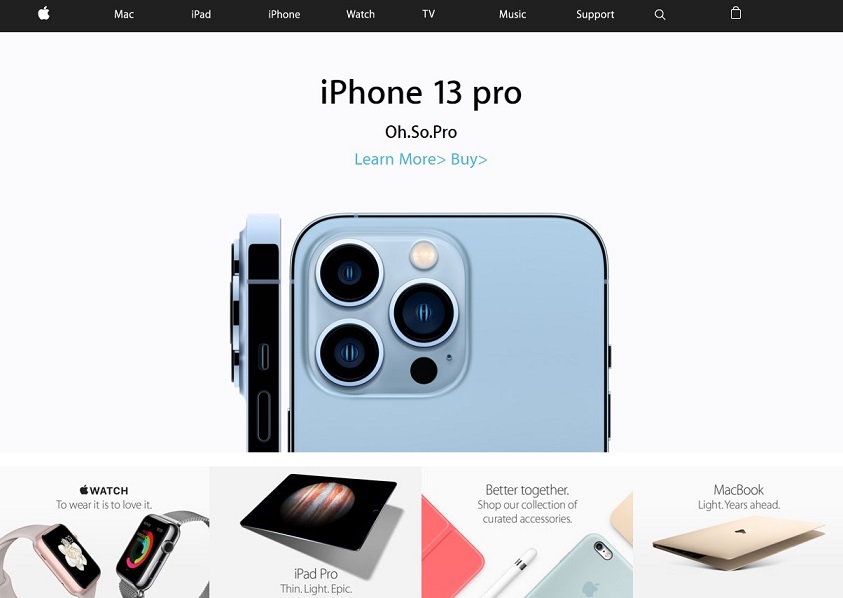 Mac iPad iPhone Watch TV Music Support
iPhone 13 pro
Oh.So.Pro
Learn More> Buy>
WATCH
To wear it is to love it.
iPad Pro
Thin. Light. Epic.
Better together.
Shop our collection of
curated accessories.
MacBook
Light. Years ahead.